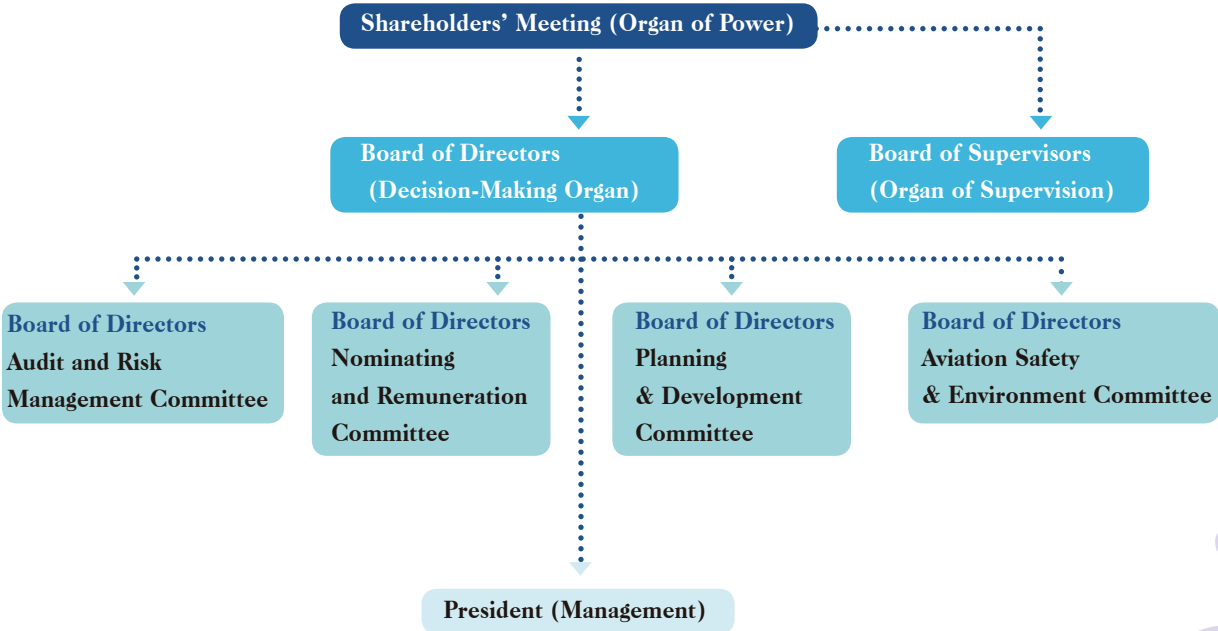 Shareholders’ Meeting (Organ of Power)
Board of Directors
(Decision-Making Organ)
Board of Supervisors
(Organ of Supervision)
Board of Directors
Audit and Risk
Management Committee
Board of Directors
Nominating
and Remuneration
Committee
Board of Directors
Planning
& Development
Committee
Board of Directors
Aviation Safety
& Environment Committee
President (Management)